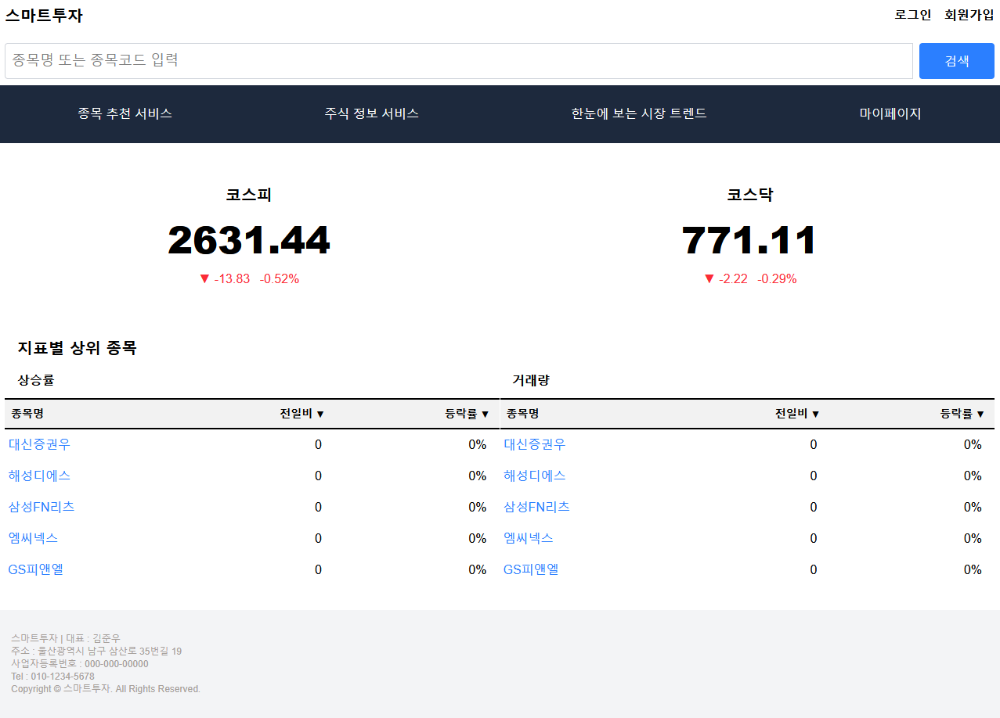 스마트투자
로그인 회원가입
종목명 또는 종목코드 입력
검색
종목 추천 서비스 주식 정보 서비스 한눈에 보는 시장 트렌드 마이페이지
코스피
2631.44
▼ -13.83 -0.52%
코스닥
771.11
▼ -2.22 -0.29%
지표별 상위 종목
상승률
종목명 전일비 ▼ 등락률 ▼
대신증권우 0 0%
해성디에스 0 0%
삼성FN리츠 0 0%
엠씨넥스 0 0%
GS피앤엘 0 0%
거래량
종목명 전일비 ▼ 등락률 ▼
대신증권우 0 0%
해성디에스 0 0%
삼성FN리츠 0 0%
엠씨넥스 0 0%
GS피앤엘 0 0%
스마트투자 | 대표 : 김준우
주소 : 울산광역시 남구 삼산로 35번길 19
사업자등록번호 : 000-000-00000
Tel : 010-1234-5678
Copyright © 스마트투자. All Rights Reserved.